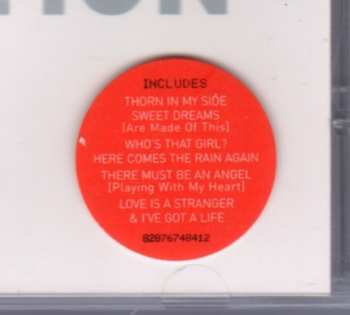 INCLUDES
THORN IN MY SIDE
SWEET DREAMS
[Are Made Of This]
WHO'S THAT GIRL?
HERE COMES THE RAIN AGAIN
THERE MUST BE AN ANGEL
[Playing With My Heart]
LOVE IS A STRANGER
& I'VE GOT A LIFE
82876748412